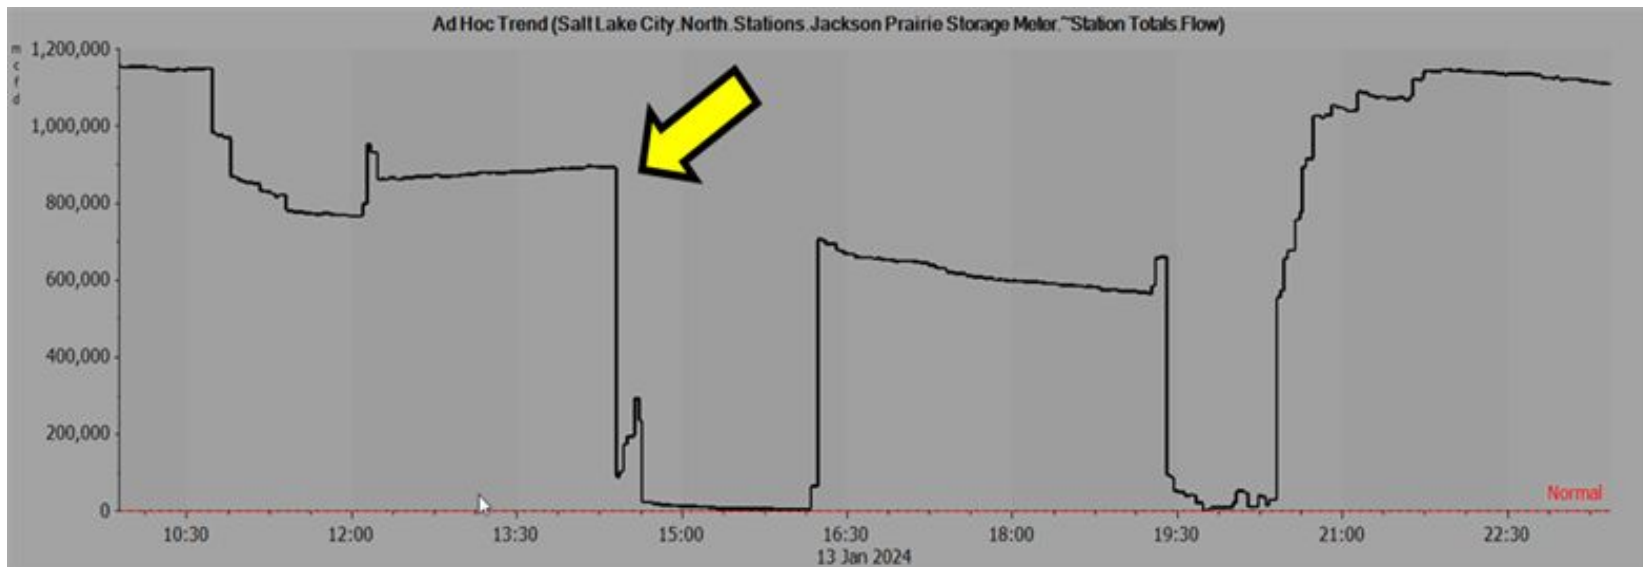 Ad Hoc Trend (Salt Lake City.North.Stations.Jackson Prairie Storage Meter.~Station Totals.Flow)
m
c
f
d
1,200,000
1,000,000
800,000
600,000
400,000
200,000
0
Normal
10:30 12:00 13:30 15:00 16:30 18:00 19:30 21:00 22:30
13 Jan 2024